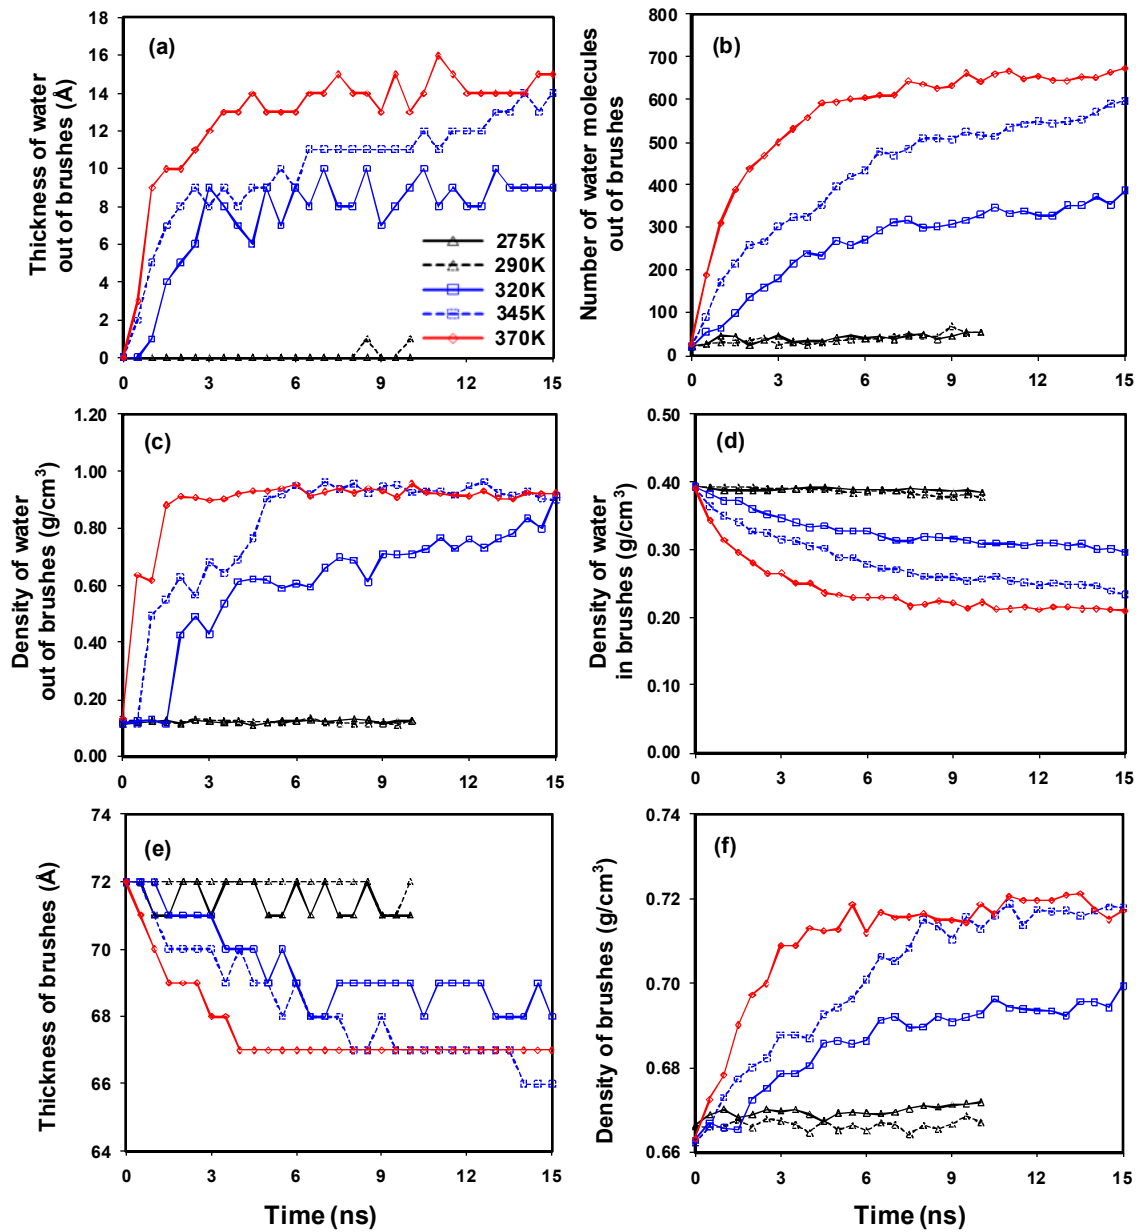 (a)
Thickness of water
out of brushes (Å)
18
16
14
12
10
8
6
4
2
0
0 3 6 9 12 15
275K
290K
320K
345K
370K
(b)
Number of water molecules
out of brushes
800
700
600
500
400
300
200
100
0
0 3 6 9 12 15
(c)
Density of water
out of brushes (g/cm³)
1.20
1.00
0.80
0.60
0.40
0.20
0.00
0 3 6 9 12 15
(d)
Density of water
in brushes (g/cm³)
0.50
0.40
0.30
0.20
0.10
0.00
0 3 6 9 12 15
(e)
Thickness of brushes (Å)
74
72
70
68
66
64
0 3 6 9 12 15
Time (ns)
(f)
Density of brushes (g/cm³)
0.74
0.72
0.70
0.68
0.66
0 3 6 9 12 15
Time (ns)